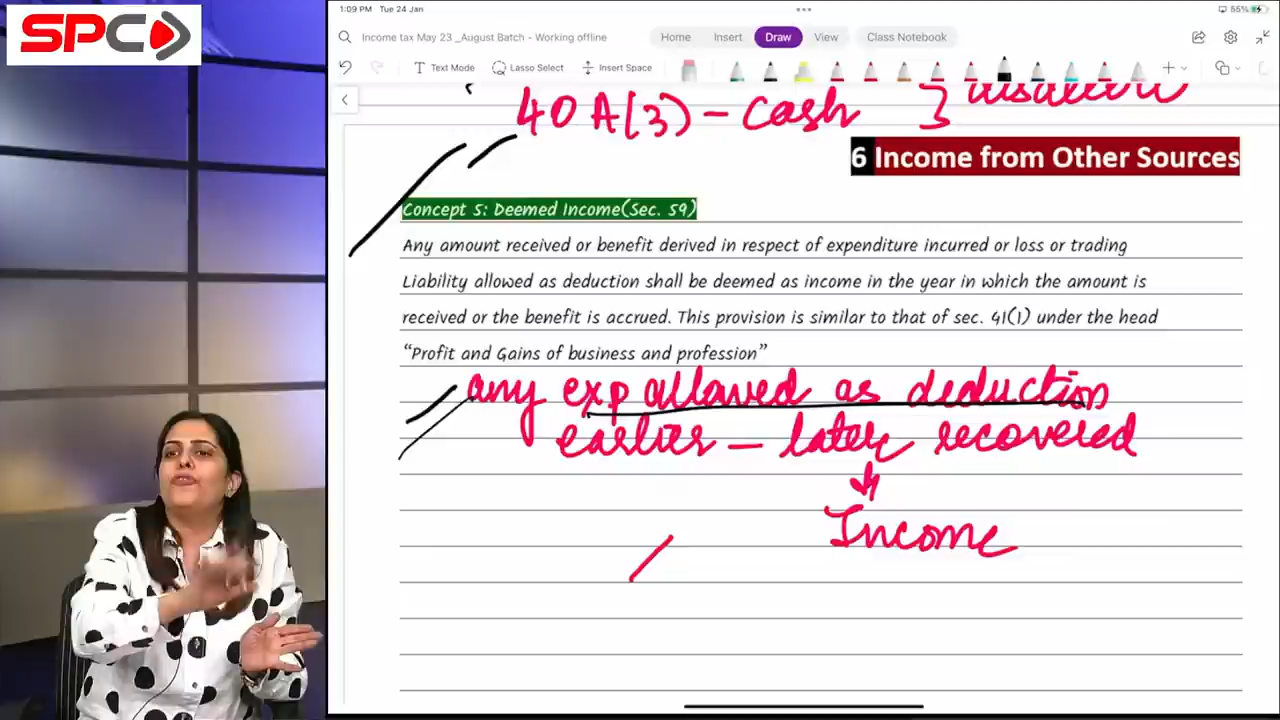 SPC
1:09 PM Tue 24 Jan
55%
Income tax May 23 _August Batch - Working offline
Home Insert Draw View Class Notebook
Text Mode Lasso Select Insert Space
40 A(3) - Cash
6 Income from Other Sources
Concept 5: Deemed Income(Sec. 59)
Any amount received or benefit derived in respect of expenditure incurred or loss or trading
Liability allowed as deduction shall be deemed as income in the year in which the amount is
received or the benefit is accrued. This provision is similar to that of sec. 41(1) under the head
“Profit and Gains of business and profession”
any exp allowed as deduction
earlier - later recovered
Income